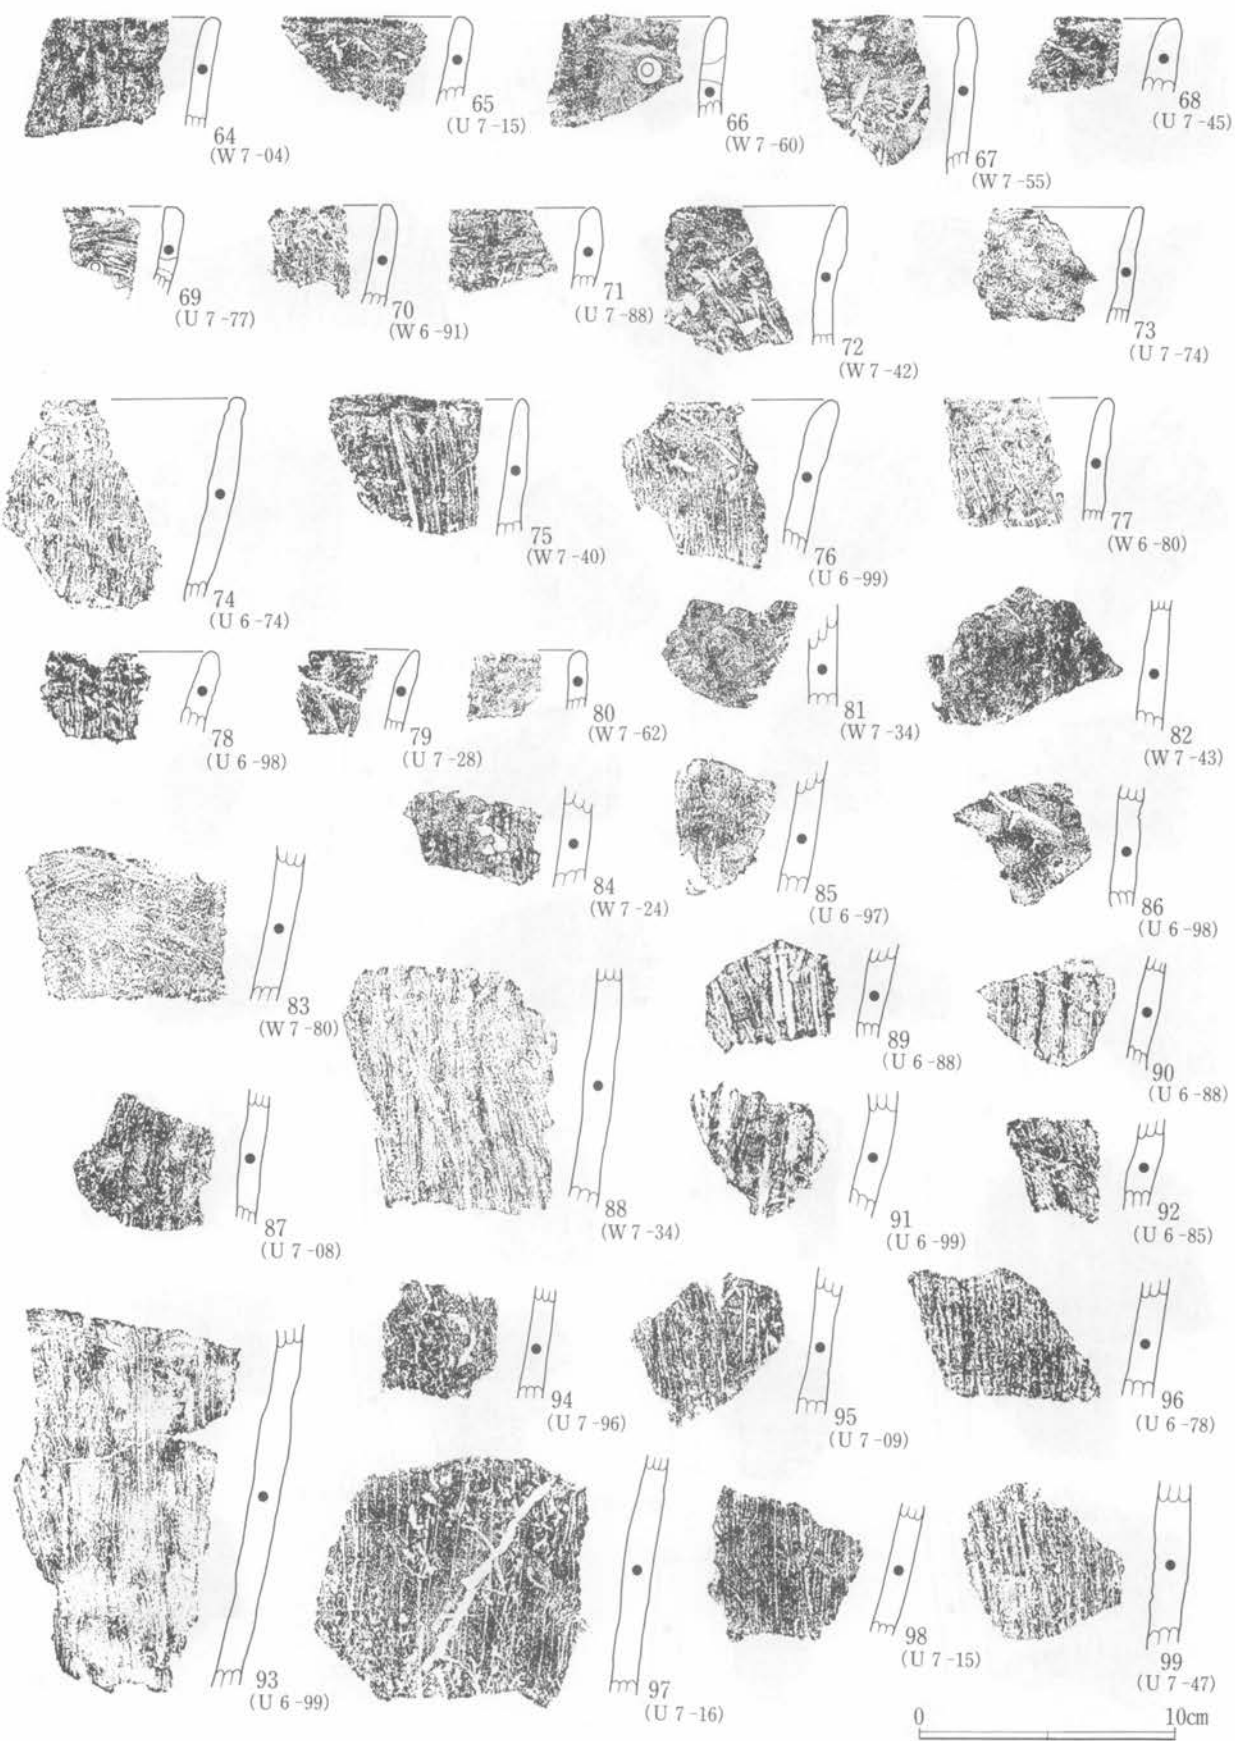 64
(W 7 -04)
65
(U 7 -15)
66
(W 7 -60)
67
(W 7 -55)
68
(U 7 -45)
69
(U 7 -77)
70
(W 6 -91)
71
(U 7 -88)
72
(W 7 -42)
73
(U 7 -74)
74
(U 6 -74)
75
(W 7 -40)
76
(U 6 -99)
77
(W 6 -80)
78
(U 6 -98)
79
(U 7 -28)
80
(W 7 -62)
81
(W 7 -34)
82
(W 7 -43)
83
(W 7 -80)
84
(W 7 -24)
85
(U 6 -97)
86
(U 6 -98)
87
(U 7 -08)
88
(W 7 -34)
89
(U 6 -88)
90
(U 6 -88)
91
(U 6 -99)
92
(U 6 -85)
93
(U 6 -99)
94
(U 7 -96)
95
(U 7 -09)
96
(U 6 -78)
97
(U 7 -16)
98
(U 7 -15)
99
(U 7 -47)
0 10cm